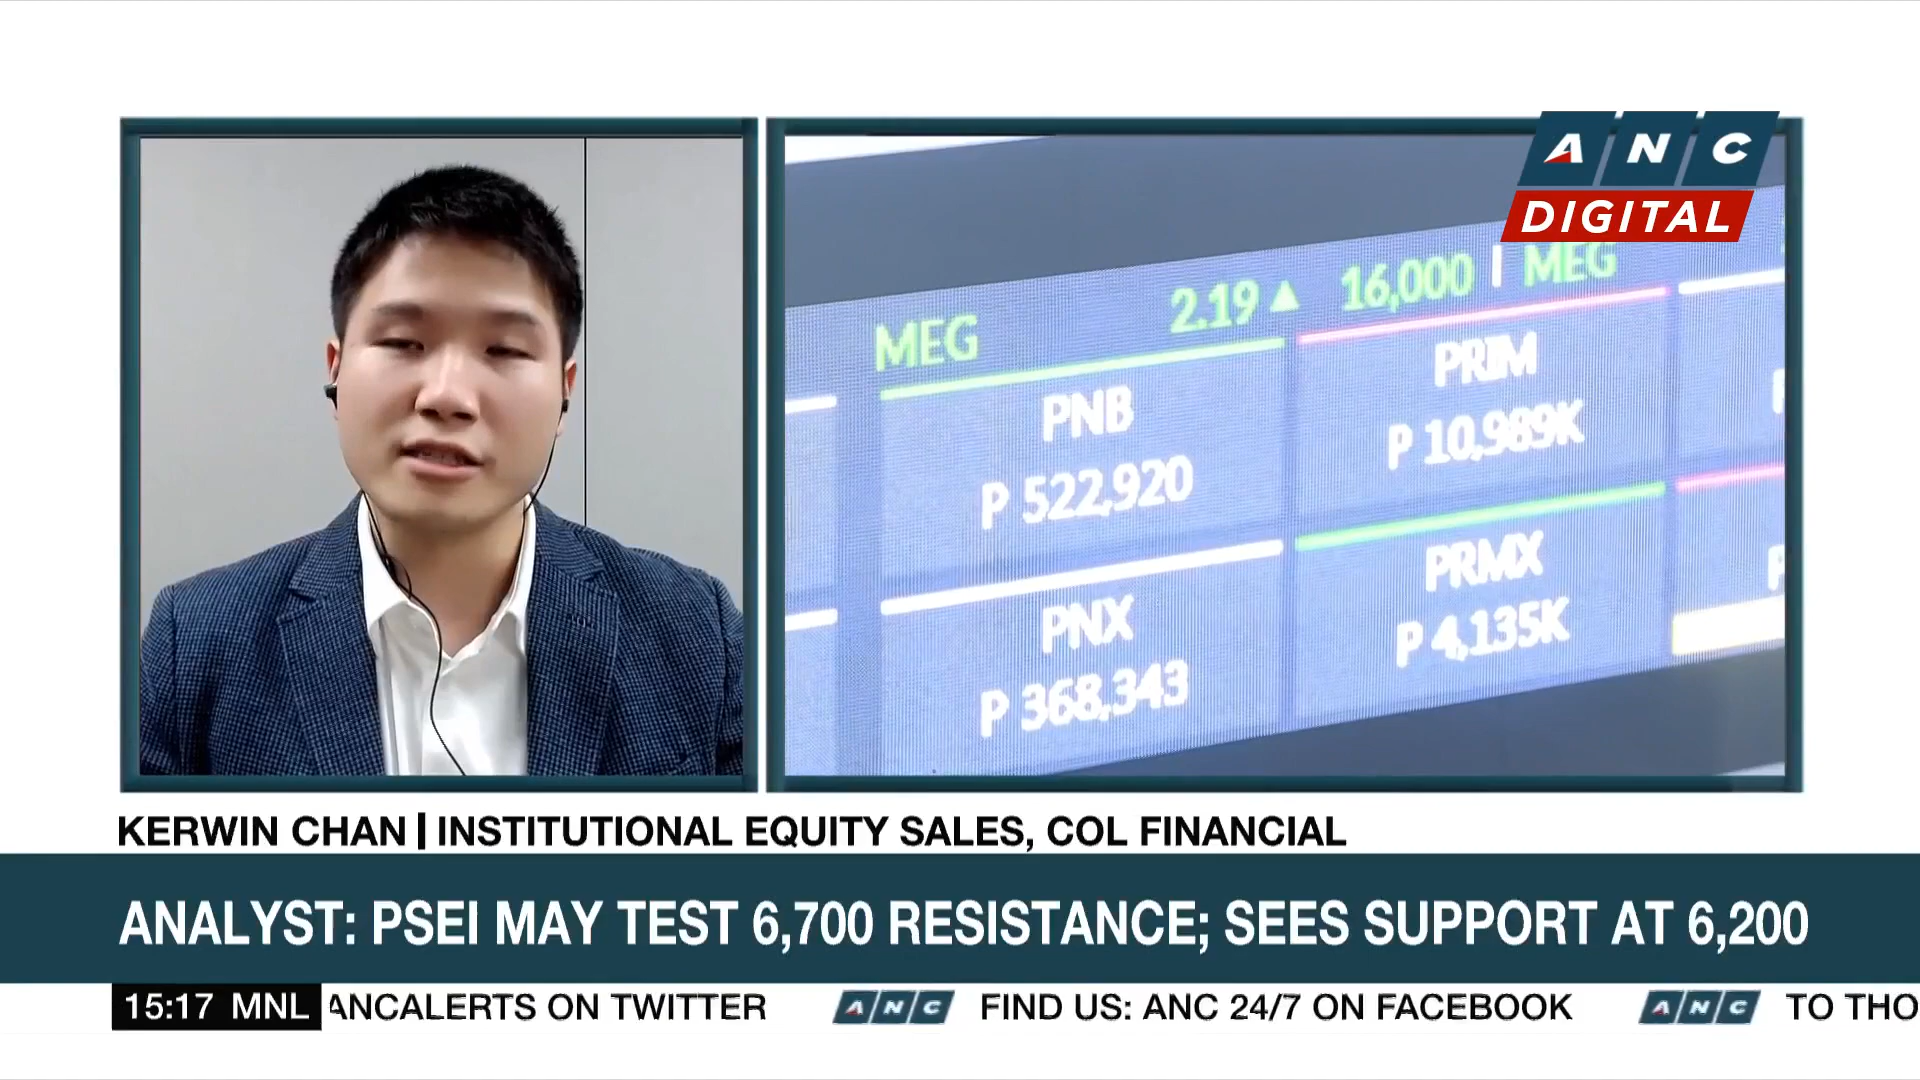 ANC
DIGITAL
MEG 2.19 ▲ 16,000 | MEG
PNB
P 522,920
PRIM
P 10,989K
PNX
P 368,343
PRMX
P 4,135K
KERWIN CHAN | INSTITUTIONAL EQUITY SALES, COL FINANCIAL
ANALYST: PSEI MAY TEST 6,700 RESISTANCE; SEES SUPPORT AT 6,200
15:17 MNL ANCALERTS ON TWITTER ANC FIND US: ANC 24/7 ON FACEBOOK ANC TO THO